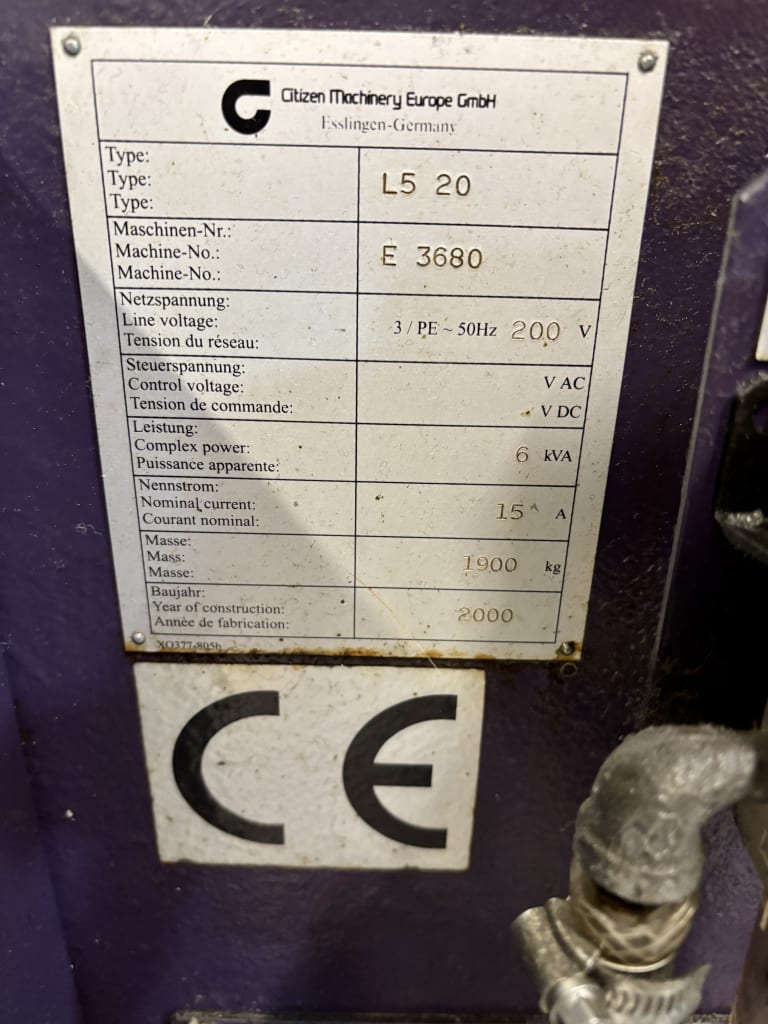 Citizen Machinery Europe GmbH
Esslingen-Germany
Type:
Type:
Type:
L5 20
Maschinen-Nr.:
Machine-No.:
Machine-No.:
E 3680
Netzspannung:
Line voltage:
Tension du réseau:
3 / PE ~ 50Hz 200 V
Steuerspannung:
Control voltage:
Tension de commande:
V AC
V DC
Leistung:
Complex power:
Puissance apparente:
6 kVA
Nennstrom:
Nominal current:
Courant nominal:
15 A
Masse:
Mass:
Masse:
1900 kg
Baujahr:
Year of construction:
Année de fabrication:
2000
XO377-805b
CE